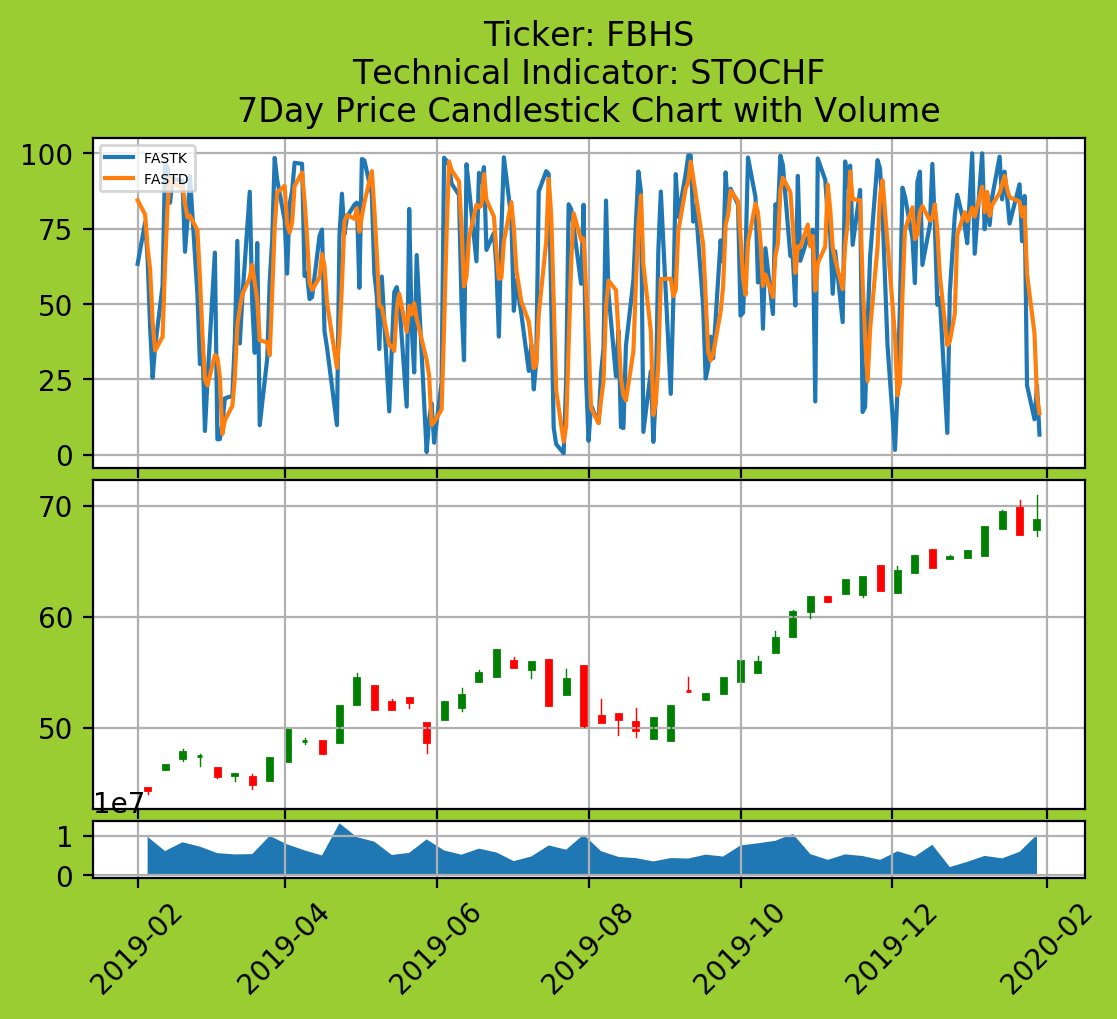 Ticker: FBHS
Technical Indicator: STOCHF
7Day Price Candlestick Chart with Volume
100
75
50
25
0
FASTK
FASTD
70
60
50
1e7
1
0
2019-02
2019-04
2019-06
2019-08
2019-10
2019-12
2020-02